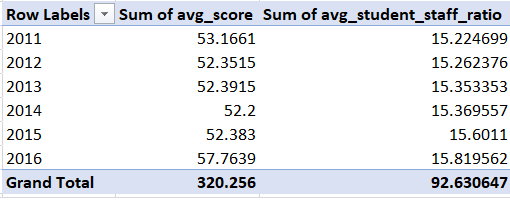 Row Labels Sum of avg_score Sum of avg_student_staff_ratio
2011 53.1661 15.224699
2012 52.3515 15.262376
2013 52.3915 15.353353
2014 52.2 15.369557
2015 52.383 15.6011
2016 57.7639 15.819562
Grand Total 320.256 92.630647